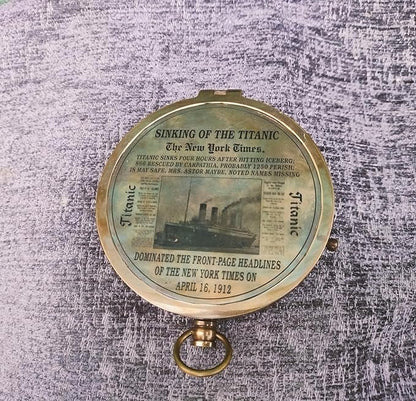 SINKING OF THE TITANIC
The New York Times.
TITANIC SINKS FOUR HOURS AFTER HITTING ICEBERG;
866 RESCUED BY CARPATHIA, PROBABLY 1250 PERISH;
IS MAY SAFE, MRS. ASTOR MAYBE, NOTED NAMES MISSING
Titanic
Titanic
DOMINATED THE FRONT-PAGE HEADLINES
OF THE NEW YORK TIMES ON
APRIL 16, 1912